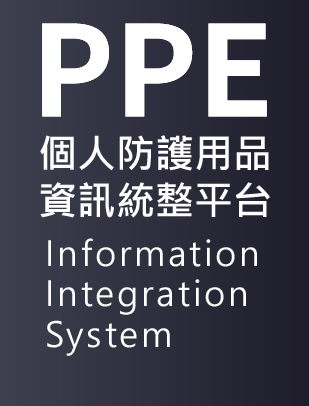 PPE
個人防護用品
資訊統整平台
Information
Integration
System